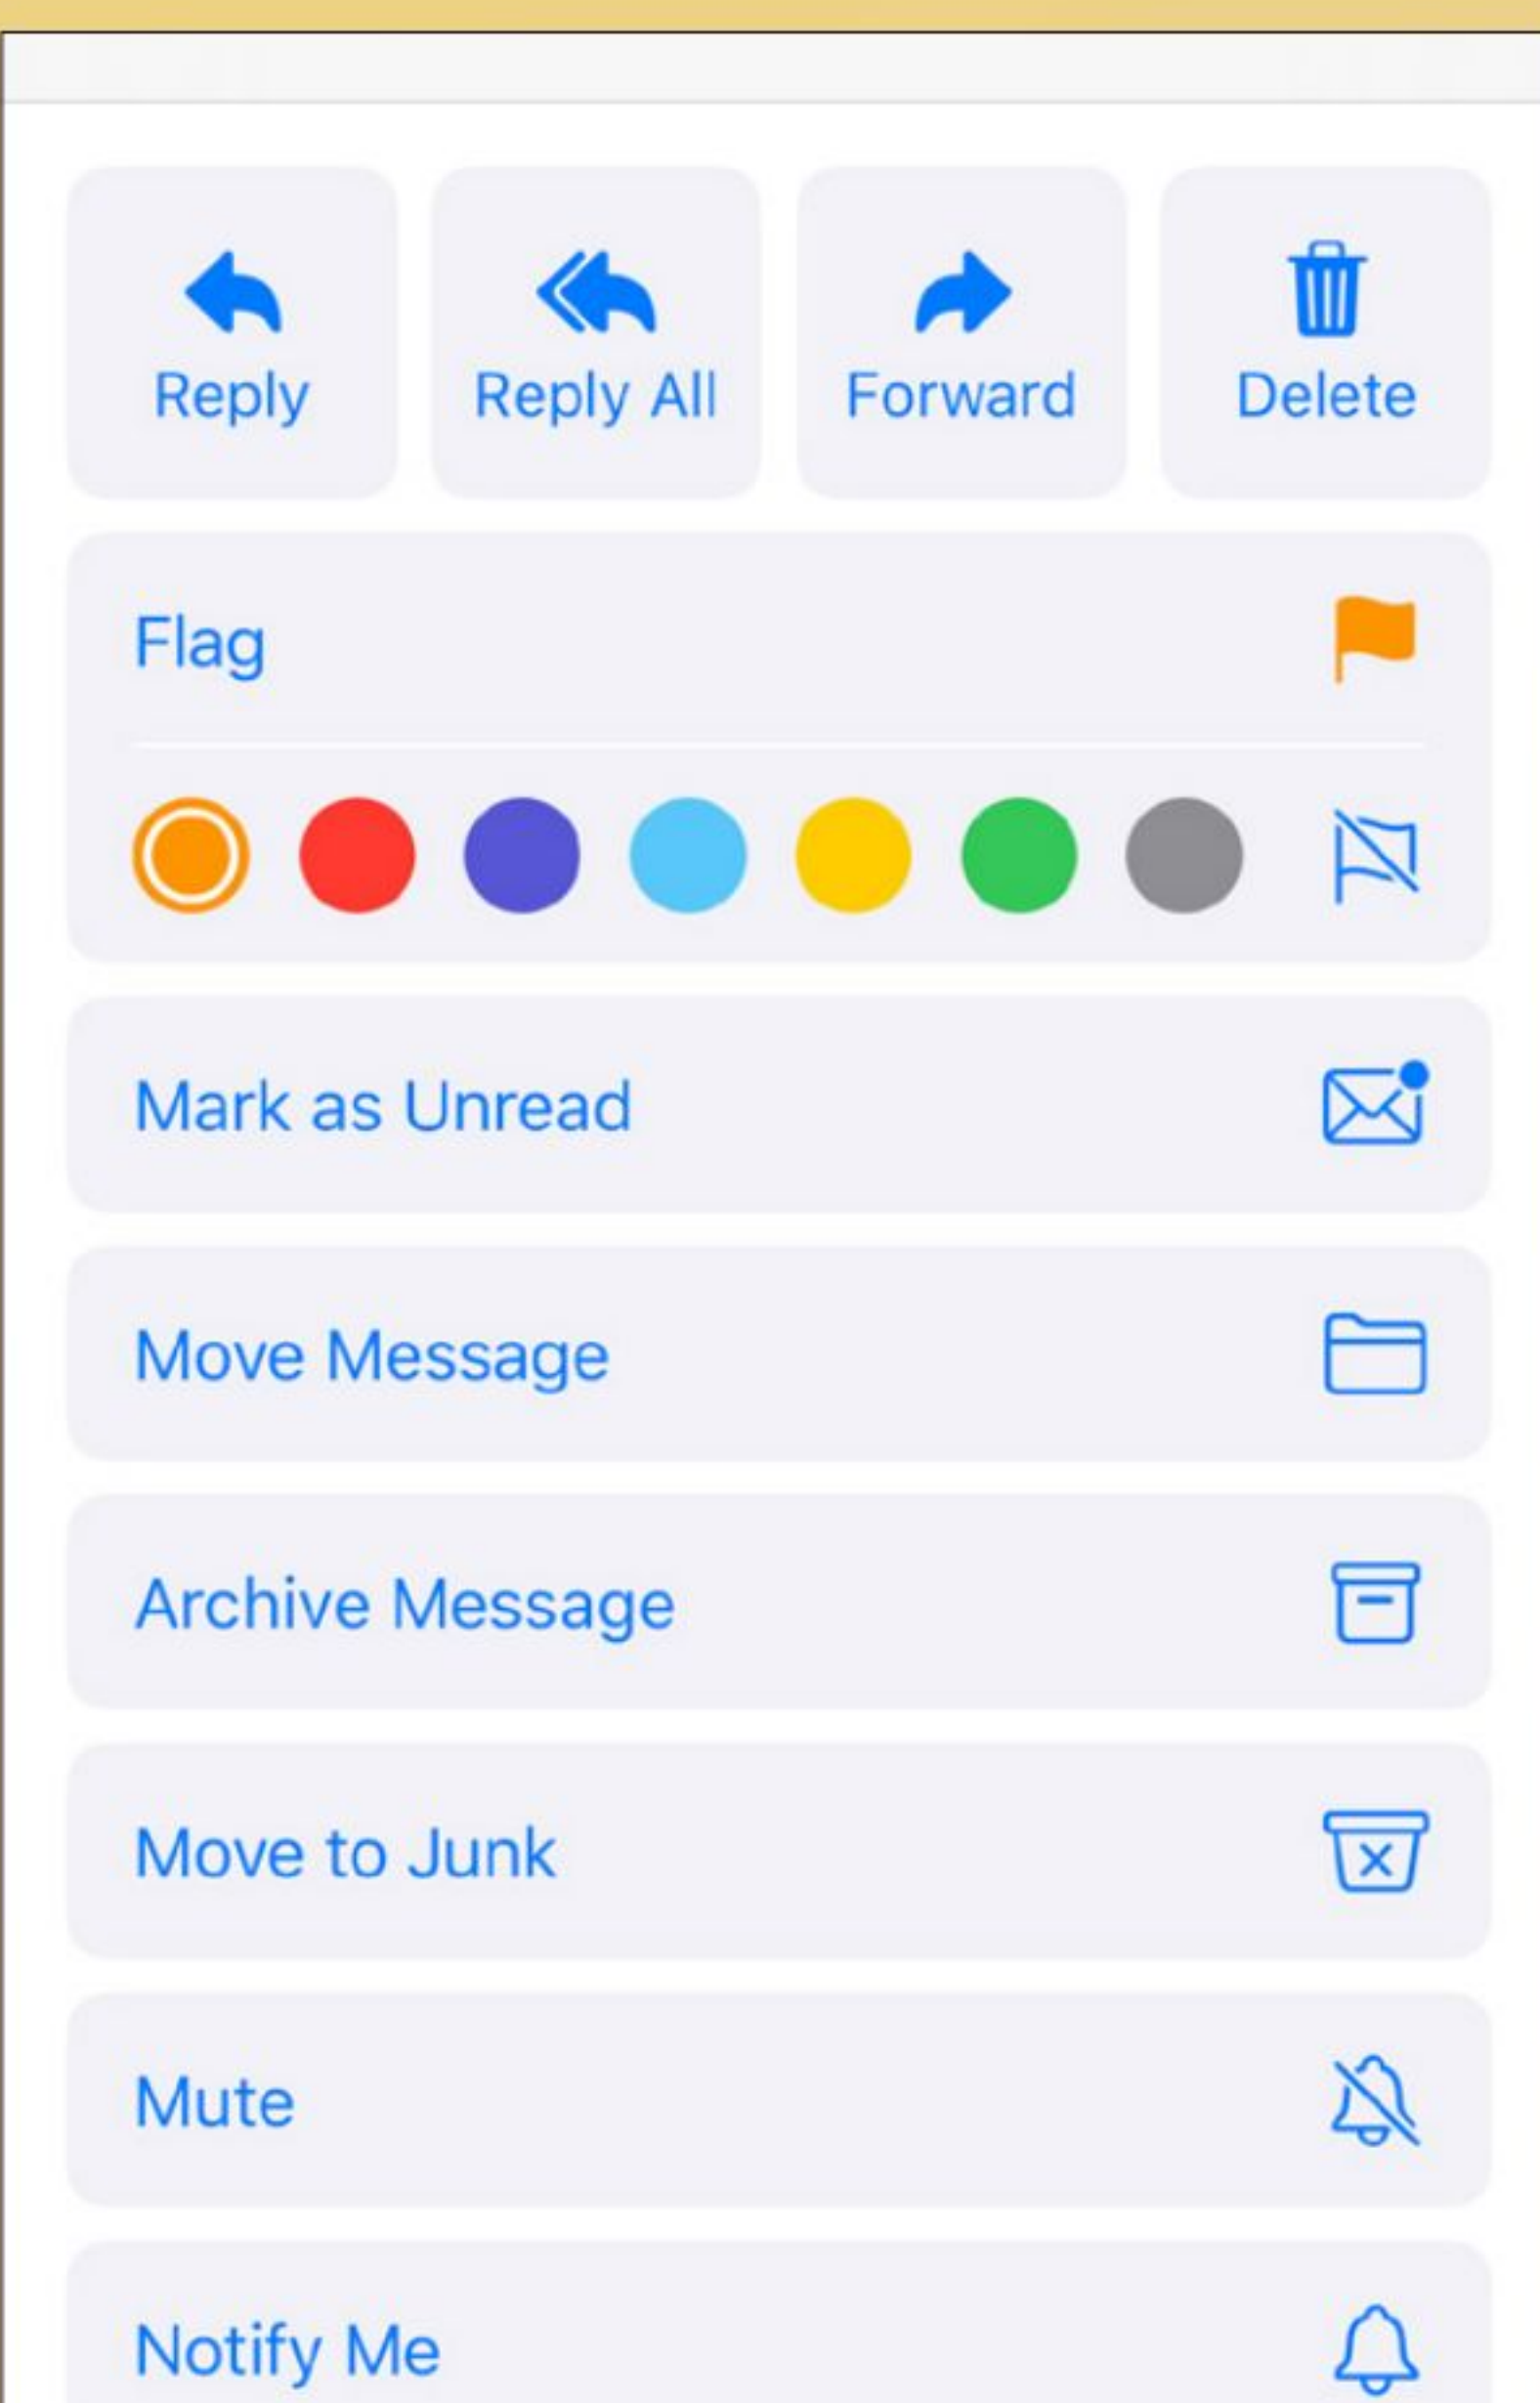 Reply
Reply All
Forward
Delete
Flag
Mark as Unread
Move Message
Archive Message
Move to Junk
Mute
Notify Me